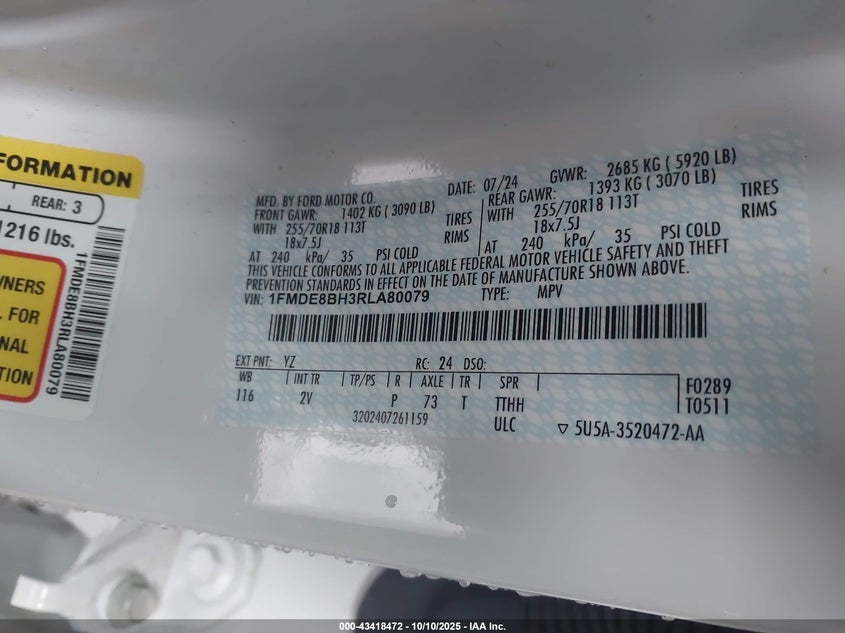 FORMATION
REAR: 3
1216 lbs.
WNERS
L FOR
NAL
TION
1FMDE8BH3RLA80079
MFD. BY FORD MOTOR CO.
DATE: 07/24
GVWR: 2685 KG ( 5920 LB)
FRONT GAWR: 1402 KG ( 3090 LB)
WITH 255/70R18 113T TIRES
18x7.5J RIMS
AT 240 kPa/ 35 PSI COLD
REAR GAWR: 1393 KG ( 3070 LB)
WITH 255/70R18 113T TIRES
18x7.5J RIMS
AT 240 kPa/ 35 PSI COLD
THIS VEHICLE CONFORMS TO ALL APPLICABLE FEDERAL MOTOR VEHICLE SAFETY AND THEFT
PREVENTION STANDARDS IN EFFECT ON THE DATE OF MANUFACTURE SHOWN ABOVE.
VIN: 1FMDE8BH3RLA80079 TYPE: MPV
EXT PNT: YZ RC: 24 DSO:
WB INT TR TP/PS R AXLE TR SPR
116 2V P 73 T TTHH
F0289
T0511
3202407261159 ULC
▽ 5U5A-3520472-AA
000-43418472 - 10/10/2025 - IAA Inc.